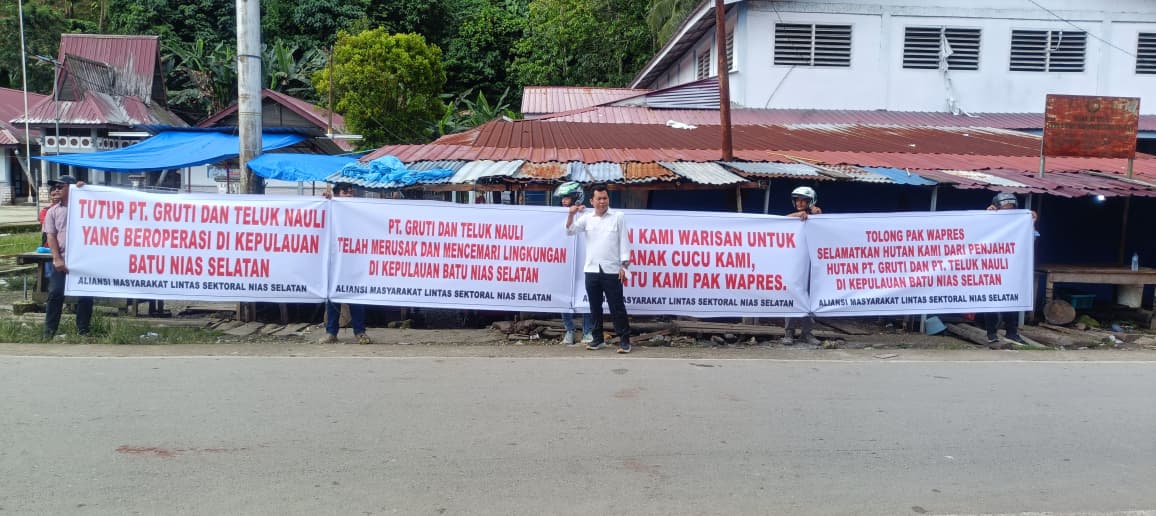 TUTUP PT. GRUTI DAN TELUK NAULI
YANG BEROPERASI DI KEPULAUAN
BATU NIAS SELATAN
ALIANSI MASYARAKAT LINTAS SEKTORAL NIAS SELATAN
PT. GRUTI DAN TELUK NAULI
TELAH MERUSAK DAN MENCEMARI LINGKUNGAN
DI KEPULAUAN BATU NIAS SELATAN
ALIANSI MASYARAKAT LINTAS SEKTORAL NIAS SELATAN
KAMI WARISAN UNTUK
ANAK CUCU KAMI,
KAMI PAK WAPRES.
MASYARAKAT LINTAS SEKTORAL NIAS SELATAN
TOLONG PAK WAPRES
SELAMATKAN HUTAN KAMI DARI PENJAHAT
HUTAN PT. GRUTI DAN PT. TELUK NAULI
DI KEPULAUAN BATU NIAS SELATAN
ALIANSI MASYARAKAT LINTAS SEKTORAL NIAS SELATAN